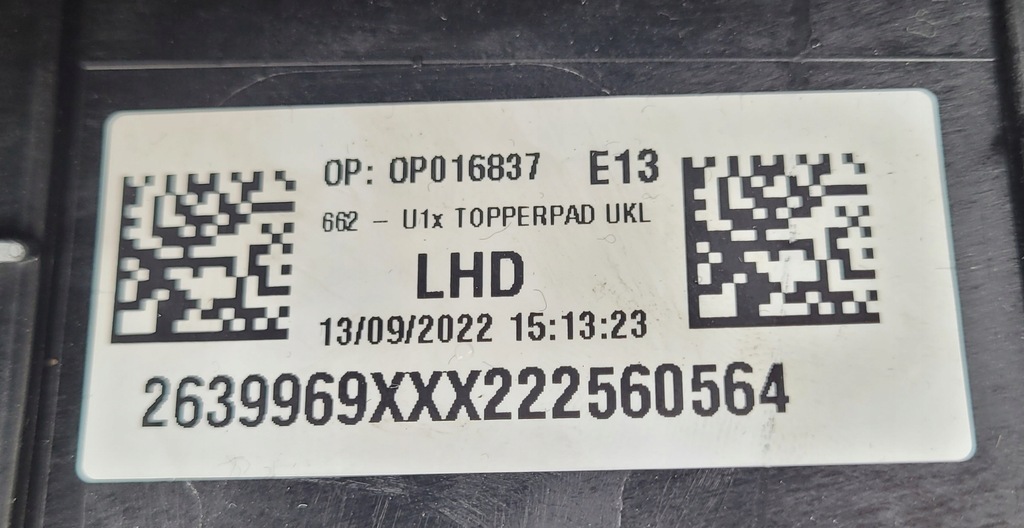 OP: OP016837 E13
662 - U1x TOPPERPAD UKL
LHD
13/09/2022 15:13:23
2639969XXX222560564